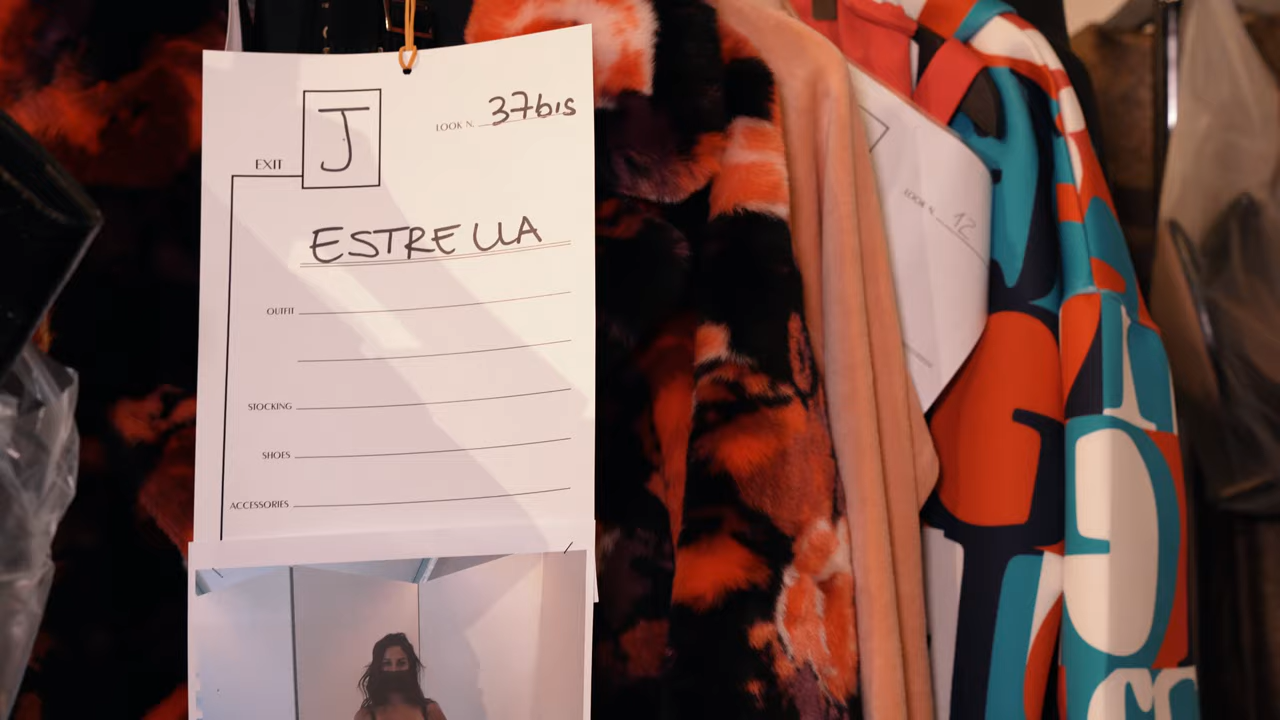 J
LOOK N. 37bis
EXIT
ESTRELLA
OUTFIT
STOCKING
SHOES
ACCESSORIES
LOOK N. 12